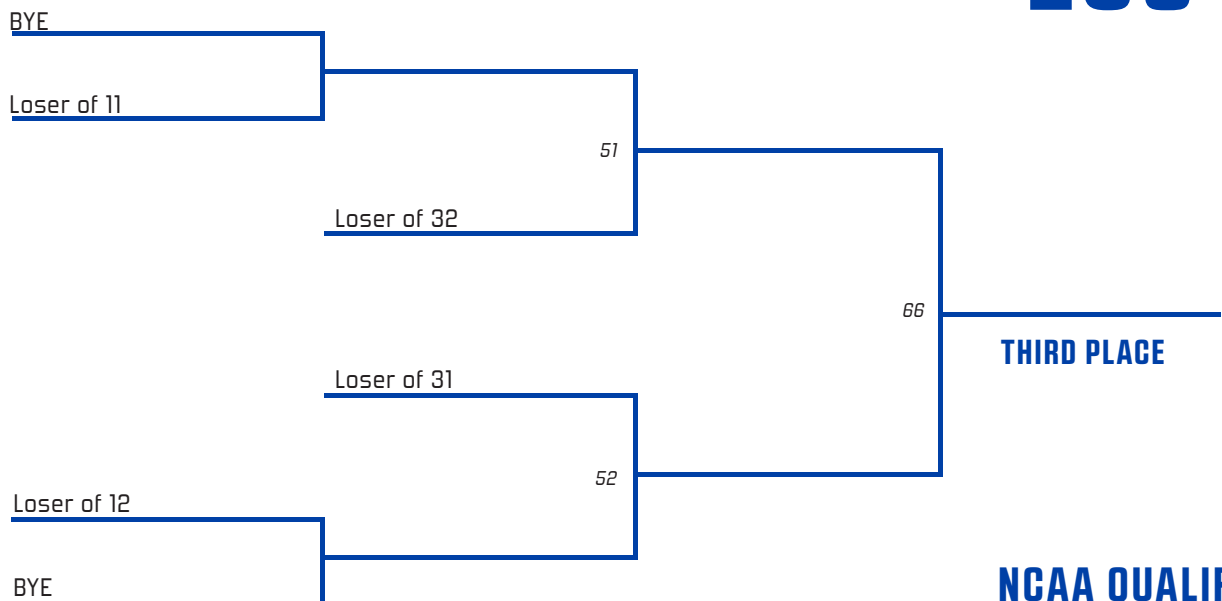 BYE
Loser of 11
51
Loser of 32
66
THIRD PLACE
Loser of 31
52
Loser of 12
BYE
NCAA